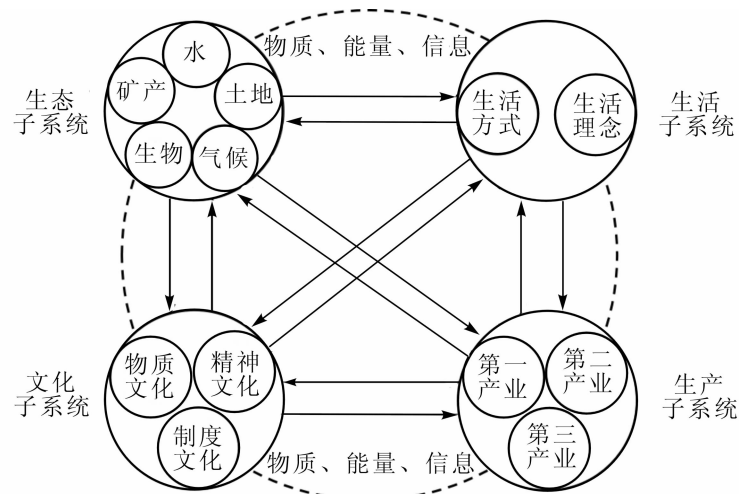 物质、能量、信息
生态
子系统
水
矿产
土地
生物
气候
生活
方式
生活
理念
生活
子系统
文化
子系统
物质
文化
精神
文化
制度
文化
第一
产业
第二
产业
第三
产业
生产
子系统
物质、能量、信息